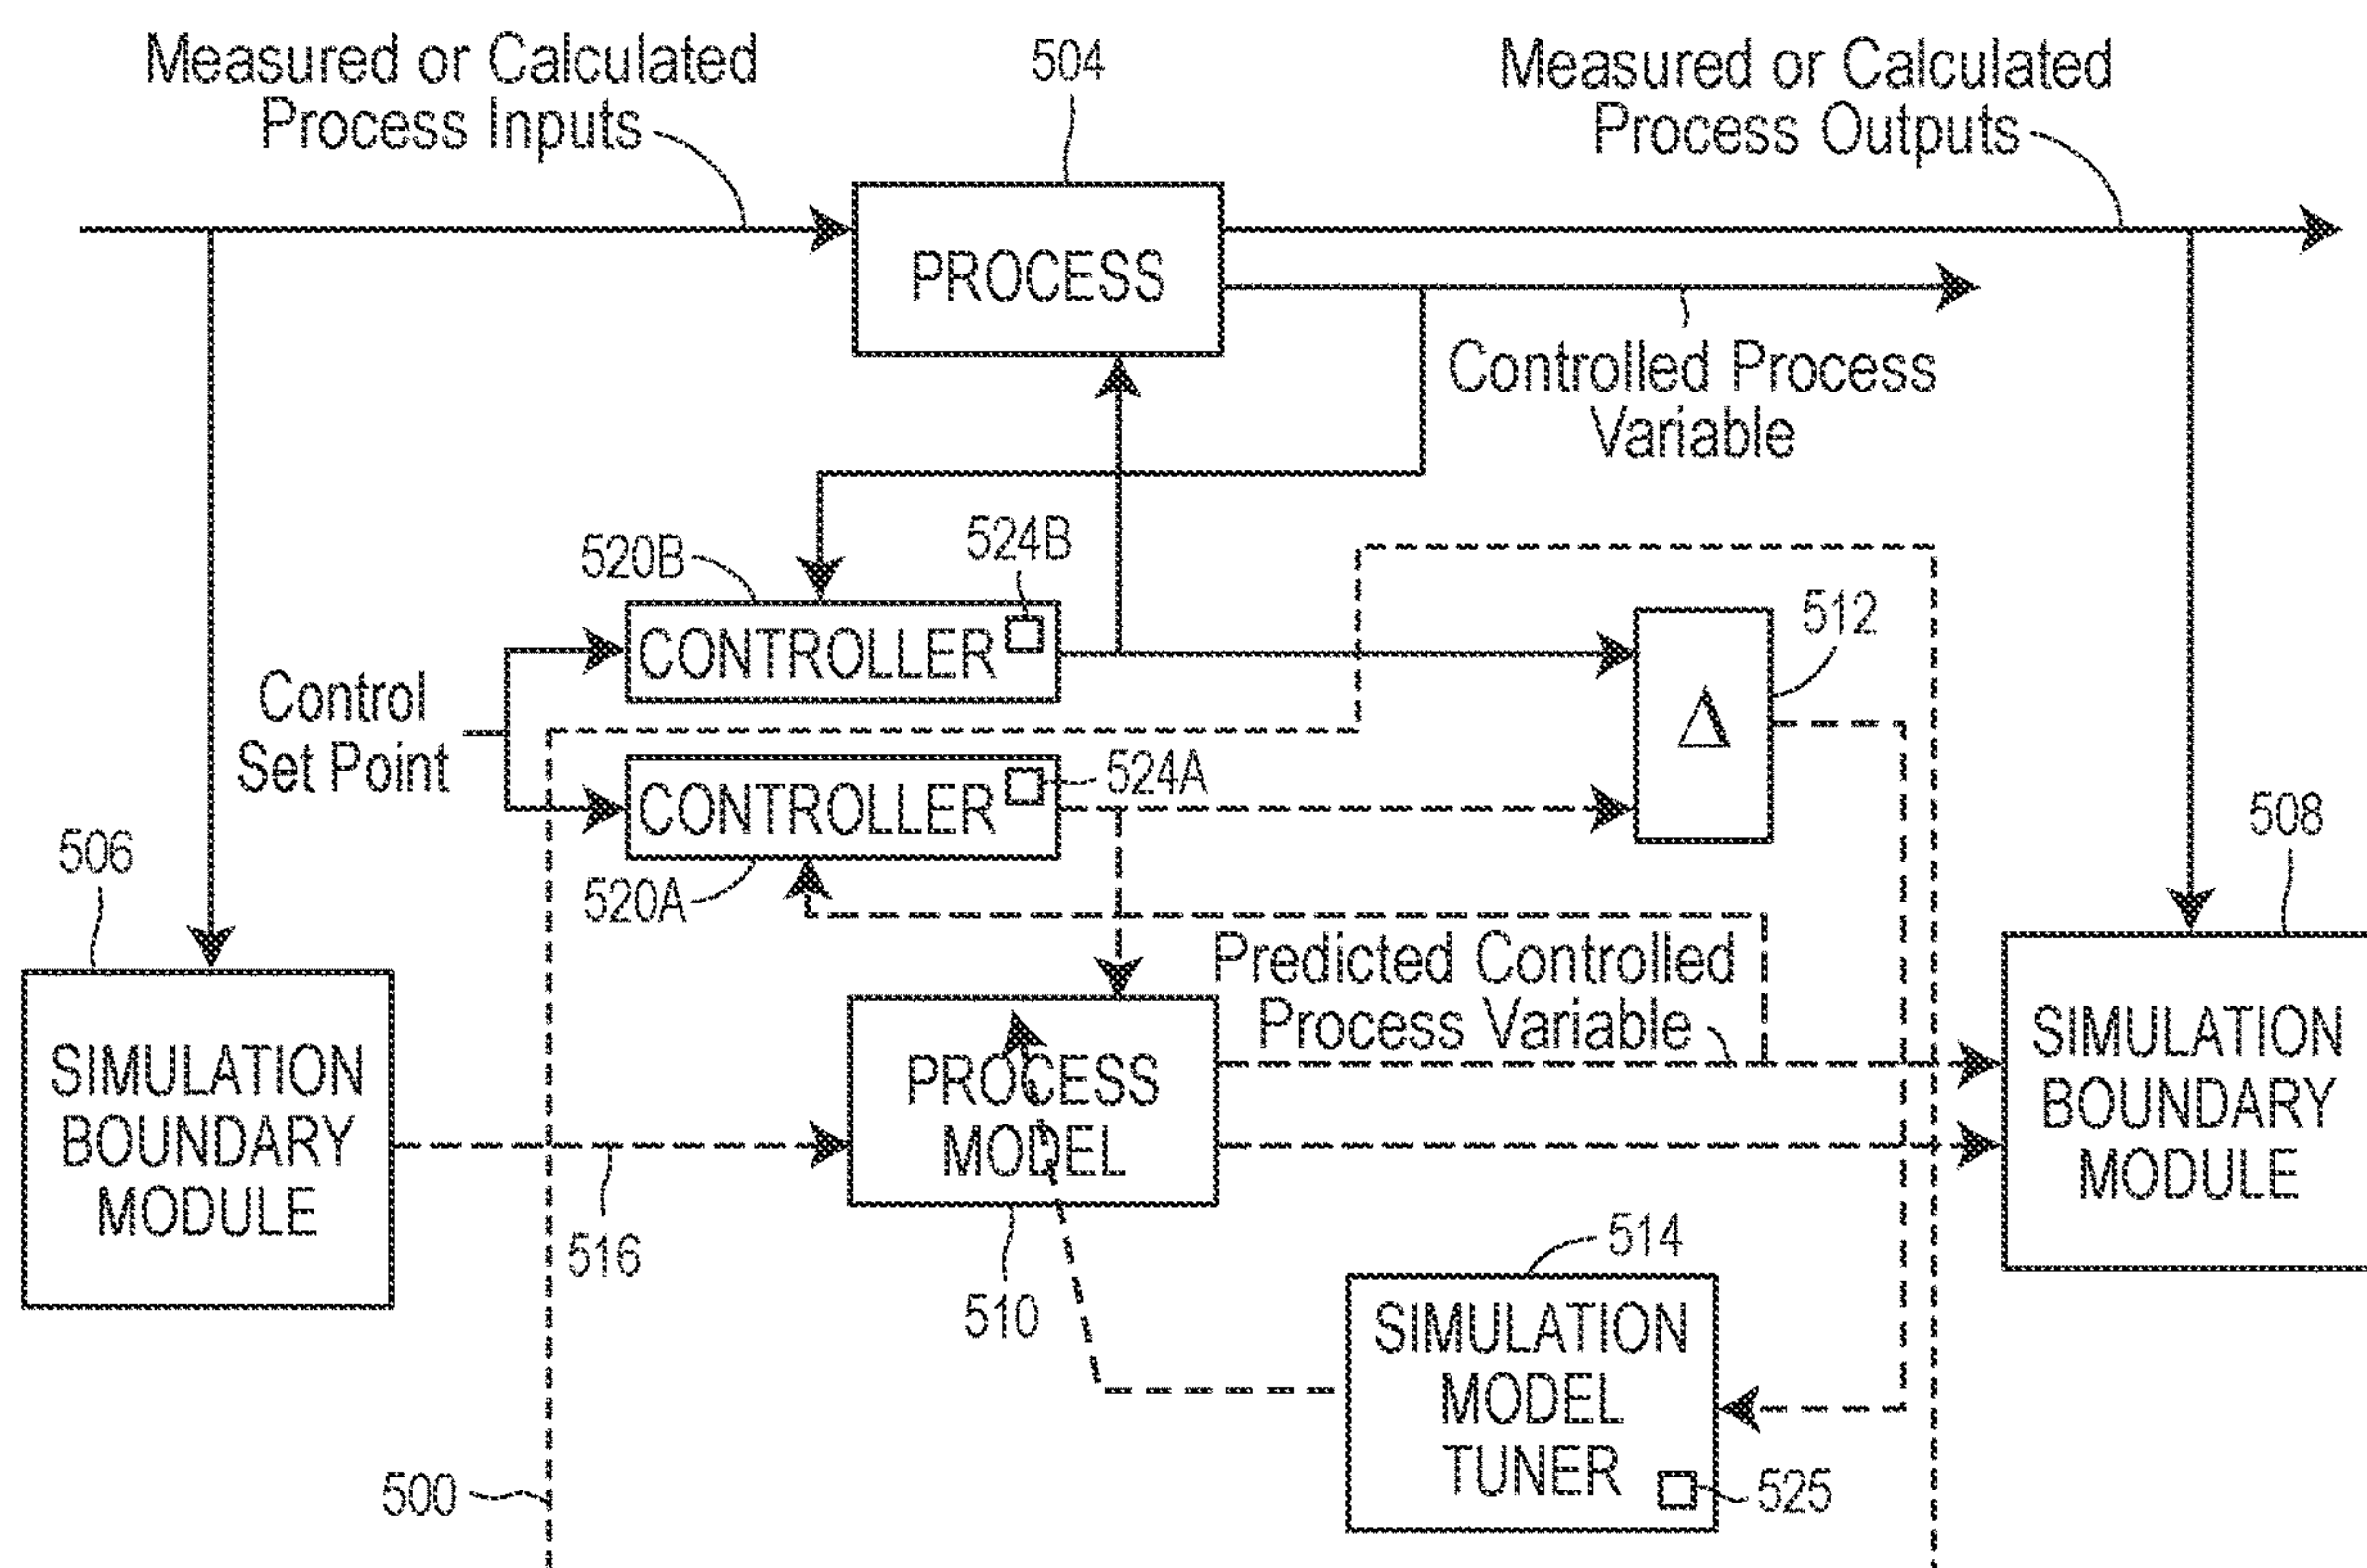 Measured or Calculated
Process Inputs
504
Measured or Calculated
Process Outputs
PROCESS
Controlled Process
Variable
520B
524B
CONTROLLER
512
Control
Set Point
Δ
CONTROLLER
524A
520A
506
508
Predicted Controlled
Process Variable
SIMULATION
BOUNDARY
MODULE
PROCESS
MODEL
SIMULATION
BOUNDARY
MODULE
516
510
514
SIMULATION
MODEL
TUNER
500
525